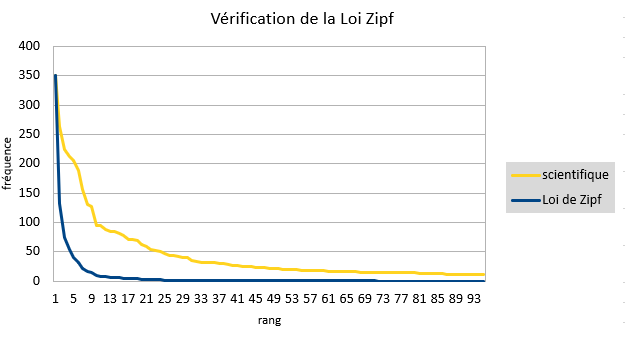 Vérification de la Loi Zipf
400
350
300
250
200
150
100
50
0
fréquence
1 5 9 13 17 21 25 29 33 37 41 45 49 53 57 61 65 69 73 77 81 85 89 93
rang
scientifique
Loi de Zipf